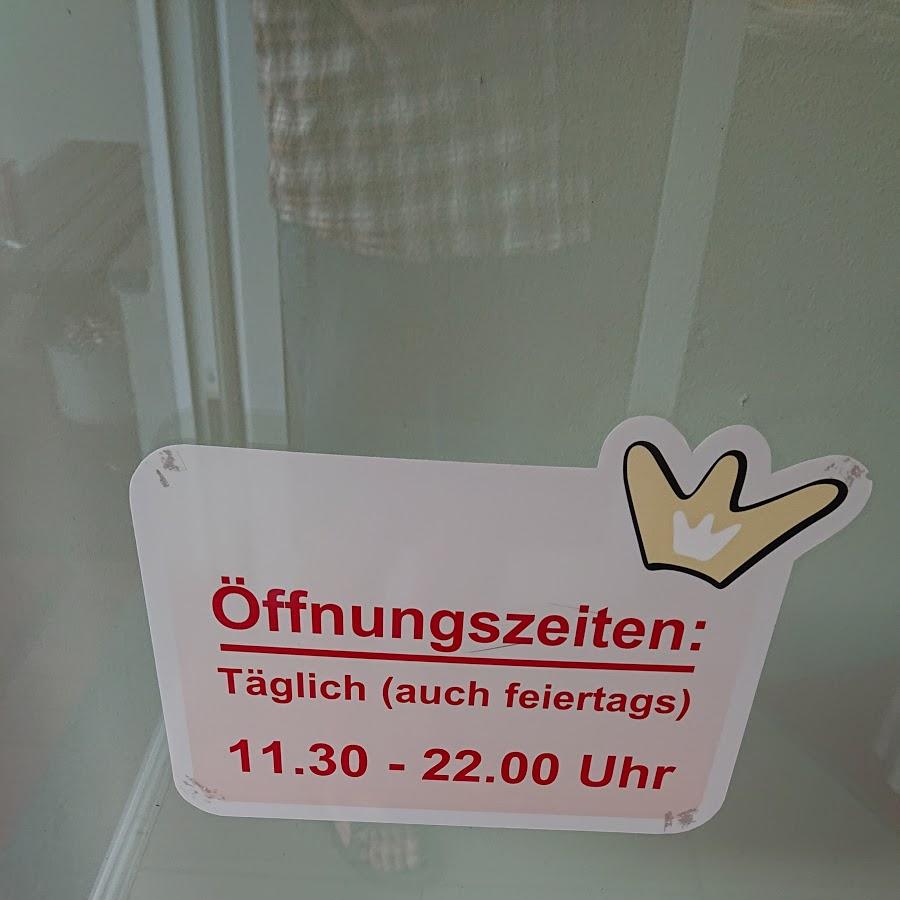 Öffnungszeiten:
Täglich (auch feiertags)
11.30 - 22.00 Uhr